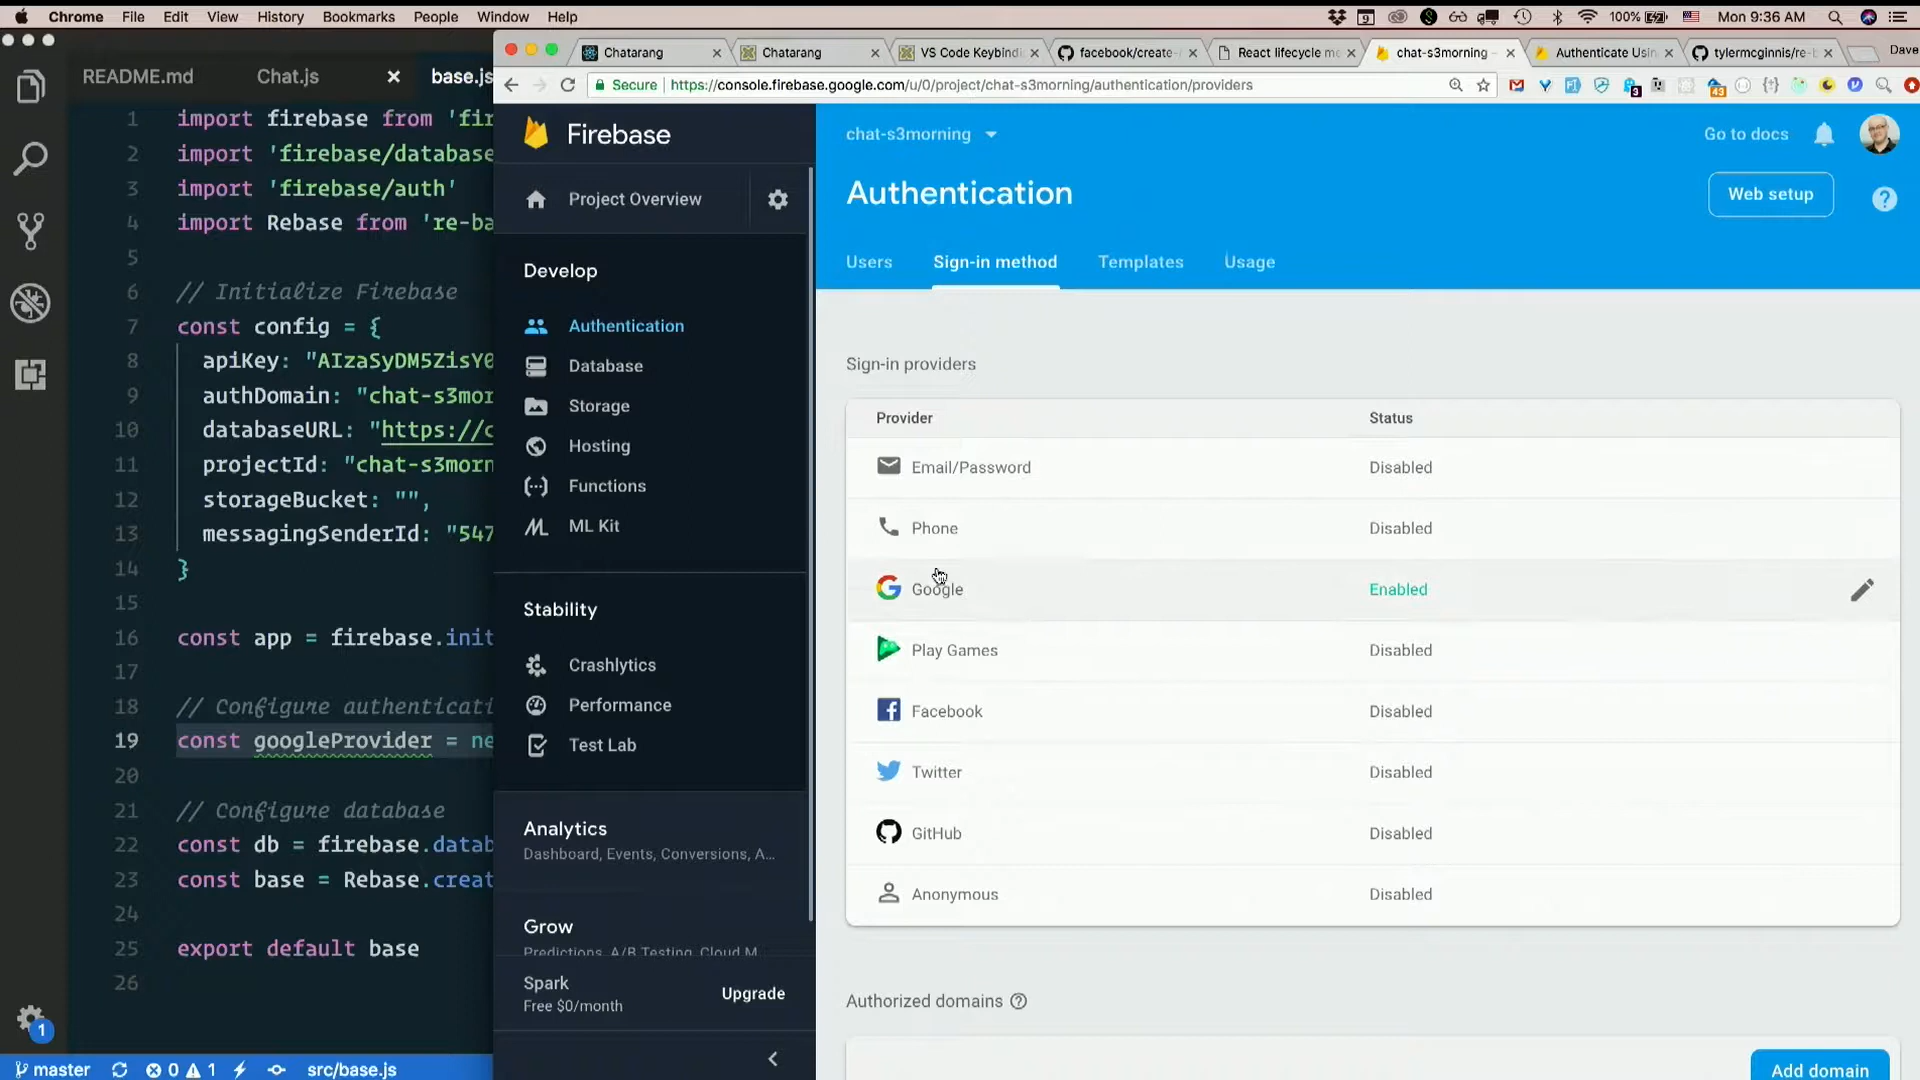 Chrome File Edit View History Bookmarks People Window Help
9 100% Mon 9:36 AM
README.md Chat.js base.js
Chatarang Chatarang VS Code Keybindi facebook/create- React lifecycle m chat-s3morning – Authenticate Usin tylermcginnis/re-b Dave
Secure https://console.firebase.google.com/u/0/project/chat-s3morning/authentication/providers 3 43
1 import firebase from 'fir
2 import 'firebase/database
3 import 'firebase/auth'
4 import Rebase from 're-ba
5
6 // Initialize Firebase
7 const config = {
8 apiKey: "AIzaSyDM5ZisY0
9 authDomain: "chat-s3mor
10 databaseURL: "https://c
11 projectId: "chat-s3morn
12 storageBucket: "",
13 messagingSenderId: "547
14 }
15
16 const app = firebase.init
17
18 // Configure authenticati
19 const googleProvider = ne
20
21 // Configure database
22 const db = firebase.datab
23 const base = Rebase.creat
24
25 export default base
26
1
master 0 1 src/base.js
Firebase
Project Overview
Develop
Authentication
Database
Storage
Hosting
Functions
ML Kit
Stability
Crashlytics
Performance
Test Lab
Analytics
Dashboard, Events, Conversions, A...
Grow
Predictions, A/B Testing, Cloud M...
Spark
Free $0/month
Upgrade
chat-s3morning Go to docs
Authentication Web setup
Users Sign-in method Templates Usage
Sign-in providers
Provider Status
Email/Password Disabled
Phone Disabled
Google Enabled
Play Games Disabled
Facebook Disabled
Twitter Disabled
GitHub Disabled
Anonymous Disabled
Authorized domains
Add domain